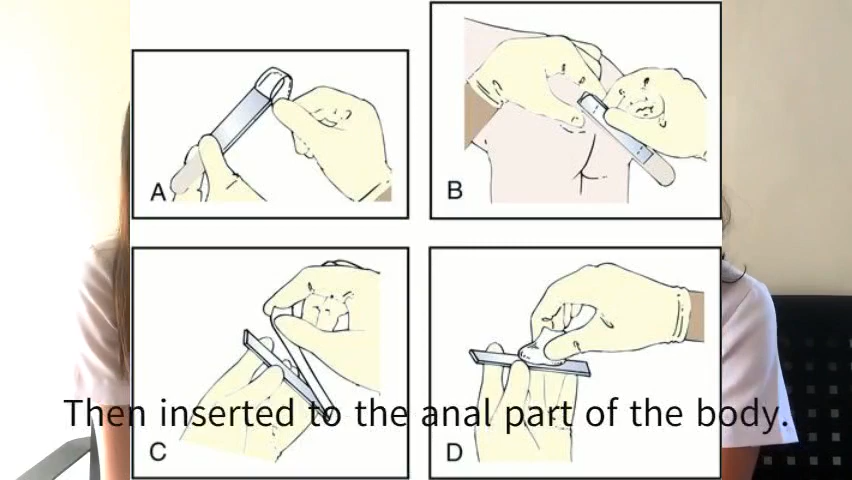 A
B
Then inserted to the anal part of the body.
C
D